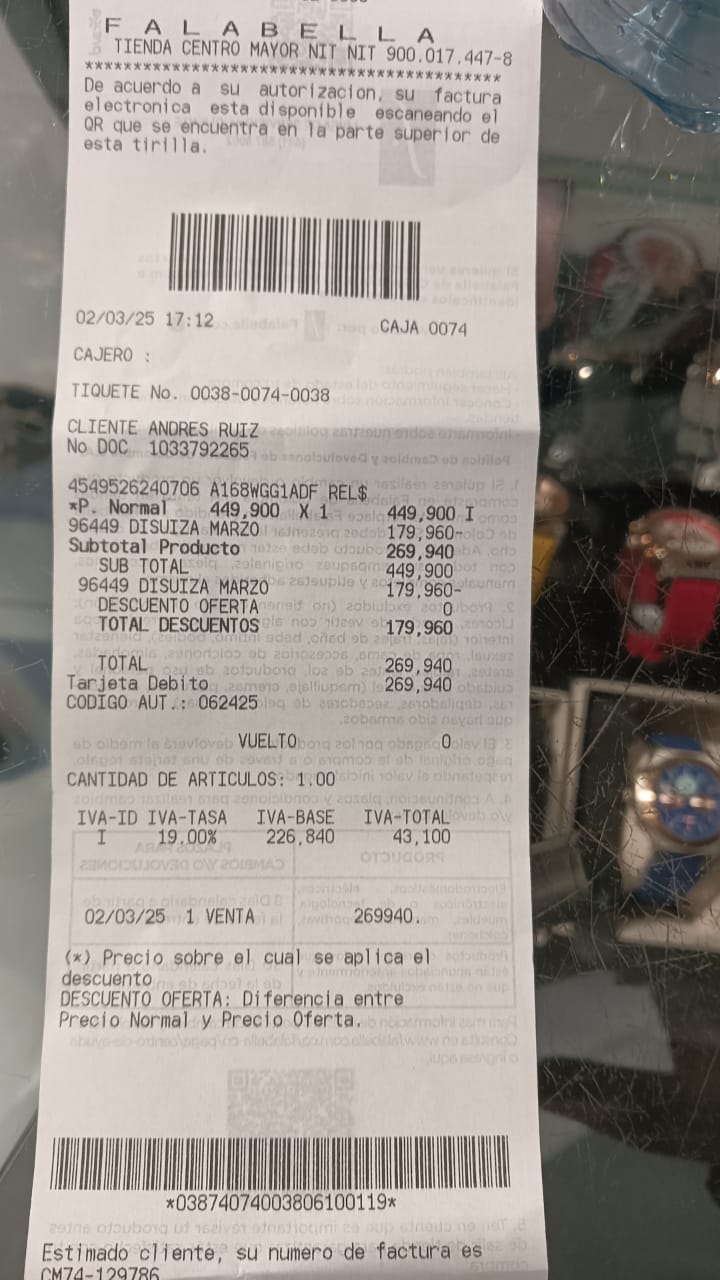 F A L A B E L L A
TIENDA CENTRO MAYOR NIT NIT 900.017.447-8
******************************************
De acuerdo a su autorizacion, su factura
electronica esta disponible escaneando el
QR que se encuentra en la parte superior de
esta tirilla.
02/03/25 17:12 CAJA 0074
CAJERO :
TIQUETE No. 0038-0074-0038
CLIENTE ANDRES RUIZ
No DOC 1033792265
4549526240706 A168WGG1ADF REL$
*P. Normal 449,900 X 1 449,900 I
96449 DISUIZA MARZO 179,960-
Subtotal Producto 269,940
SUB TOTAL 449,900
96449 DISUIZA MARZO 179,960-
DESCUENTO OFERTA 0
TOTAL DESCUENTOS 179,960
TOTAL 269,940
Tarjeta Debito 269,940
CODIGO AUT.: 062425
VUELTO 0
CANTIDAD DE ARTICULOS: 1.00
IVA-ID IVA-TASA IVA-BASE IVA-TOTAL
I 19,00% 226,840 43,100
02/03/25 1 VENTA 269940.
(*) Precio sobre el cual se aplica el
descuento
DESCUENTO OFERTA: Diferencia entre
Precio Normal y Precio Oferta.
*03874074003806100119*
Estimado cliente, su numero de factura es
CM74-129786